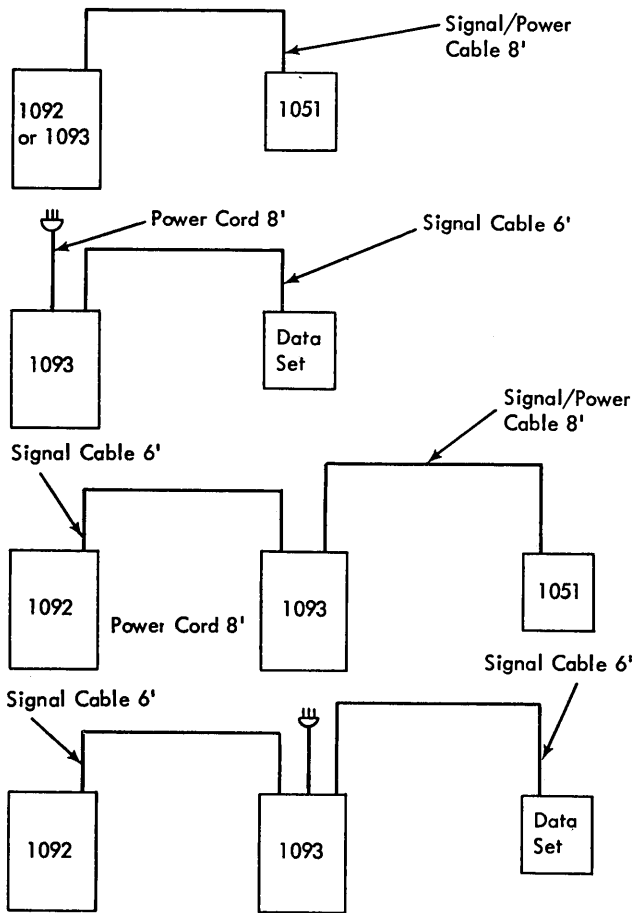 Signal/Power
Cable 8'
1092
or 1093
1051
Power Cord 8'
Signal Cable 6'
1093
Data
Set
Signal/Power
Cable 8'
Signal Cable 6'
1092
Power Cord 8'
1093
1051
Signal Cable 6'
Signal Cable 6'
1092
1093
Data
Set